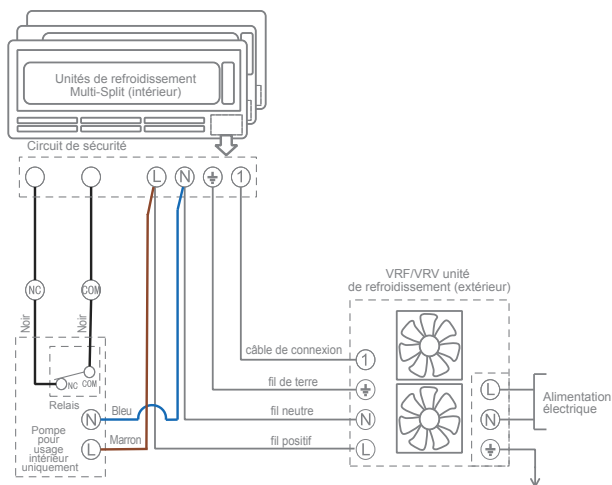 Unités de refroidissement
Multi-Split (intérieur)
Circuit de sécurité
L
N
1
NC
COM
Noir
Noir
VRF/VRV unité
de refroidissement (extérieur)
câble de connexion
1
fil de terre
fil neutre
N
fil positif
L
L
N
Alimentation
électrique
NC COM
Relais
Bleu
N
Marron
L
Pompe
pour
usage
intérieur
uniquement